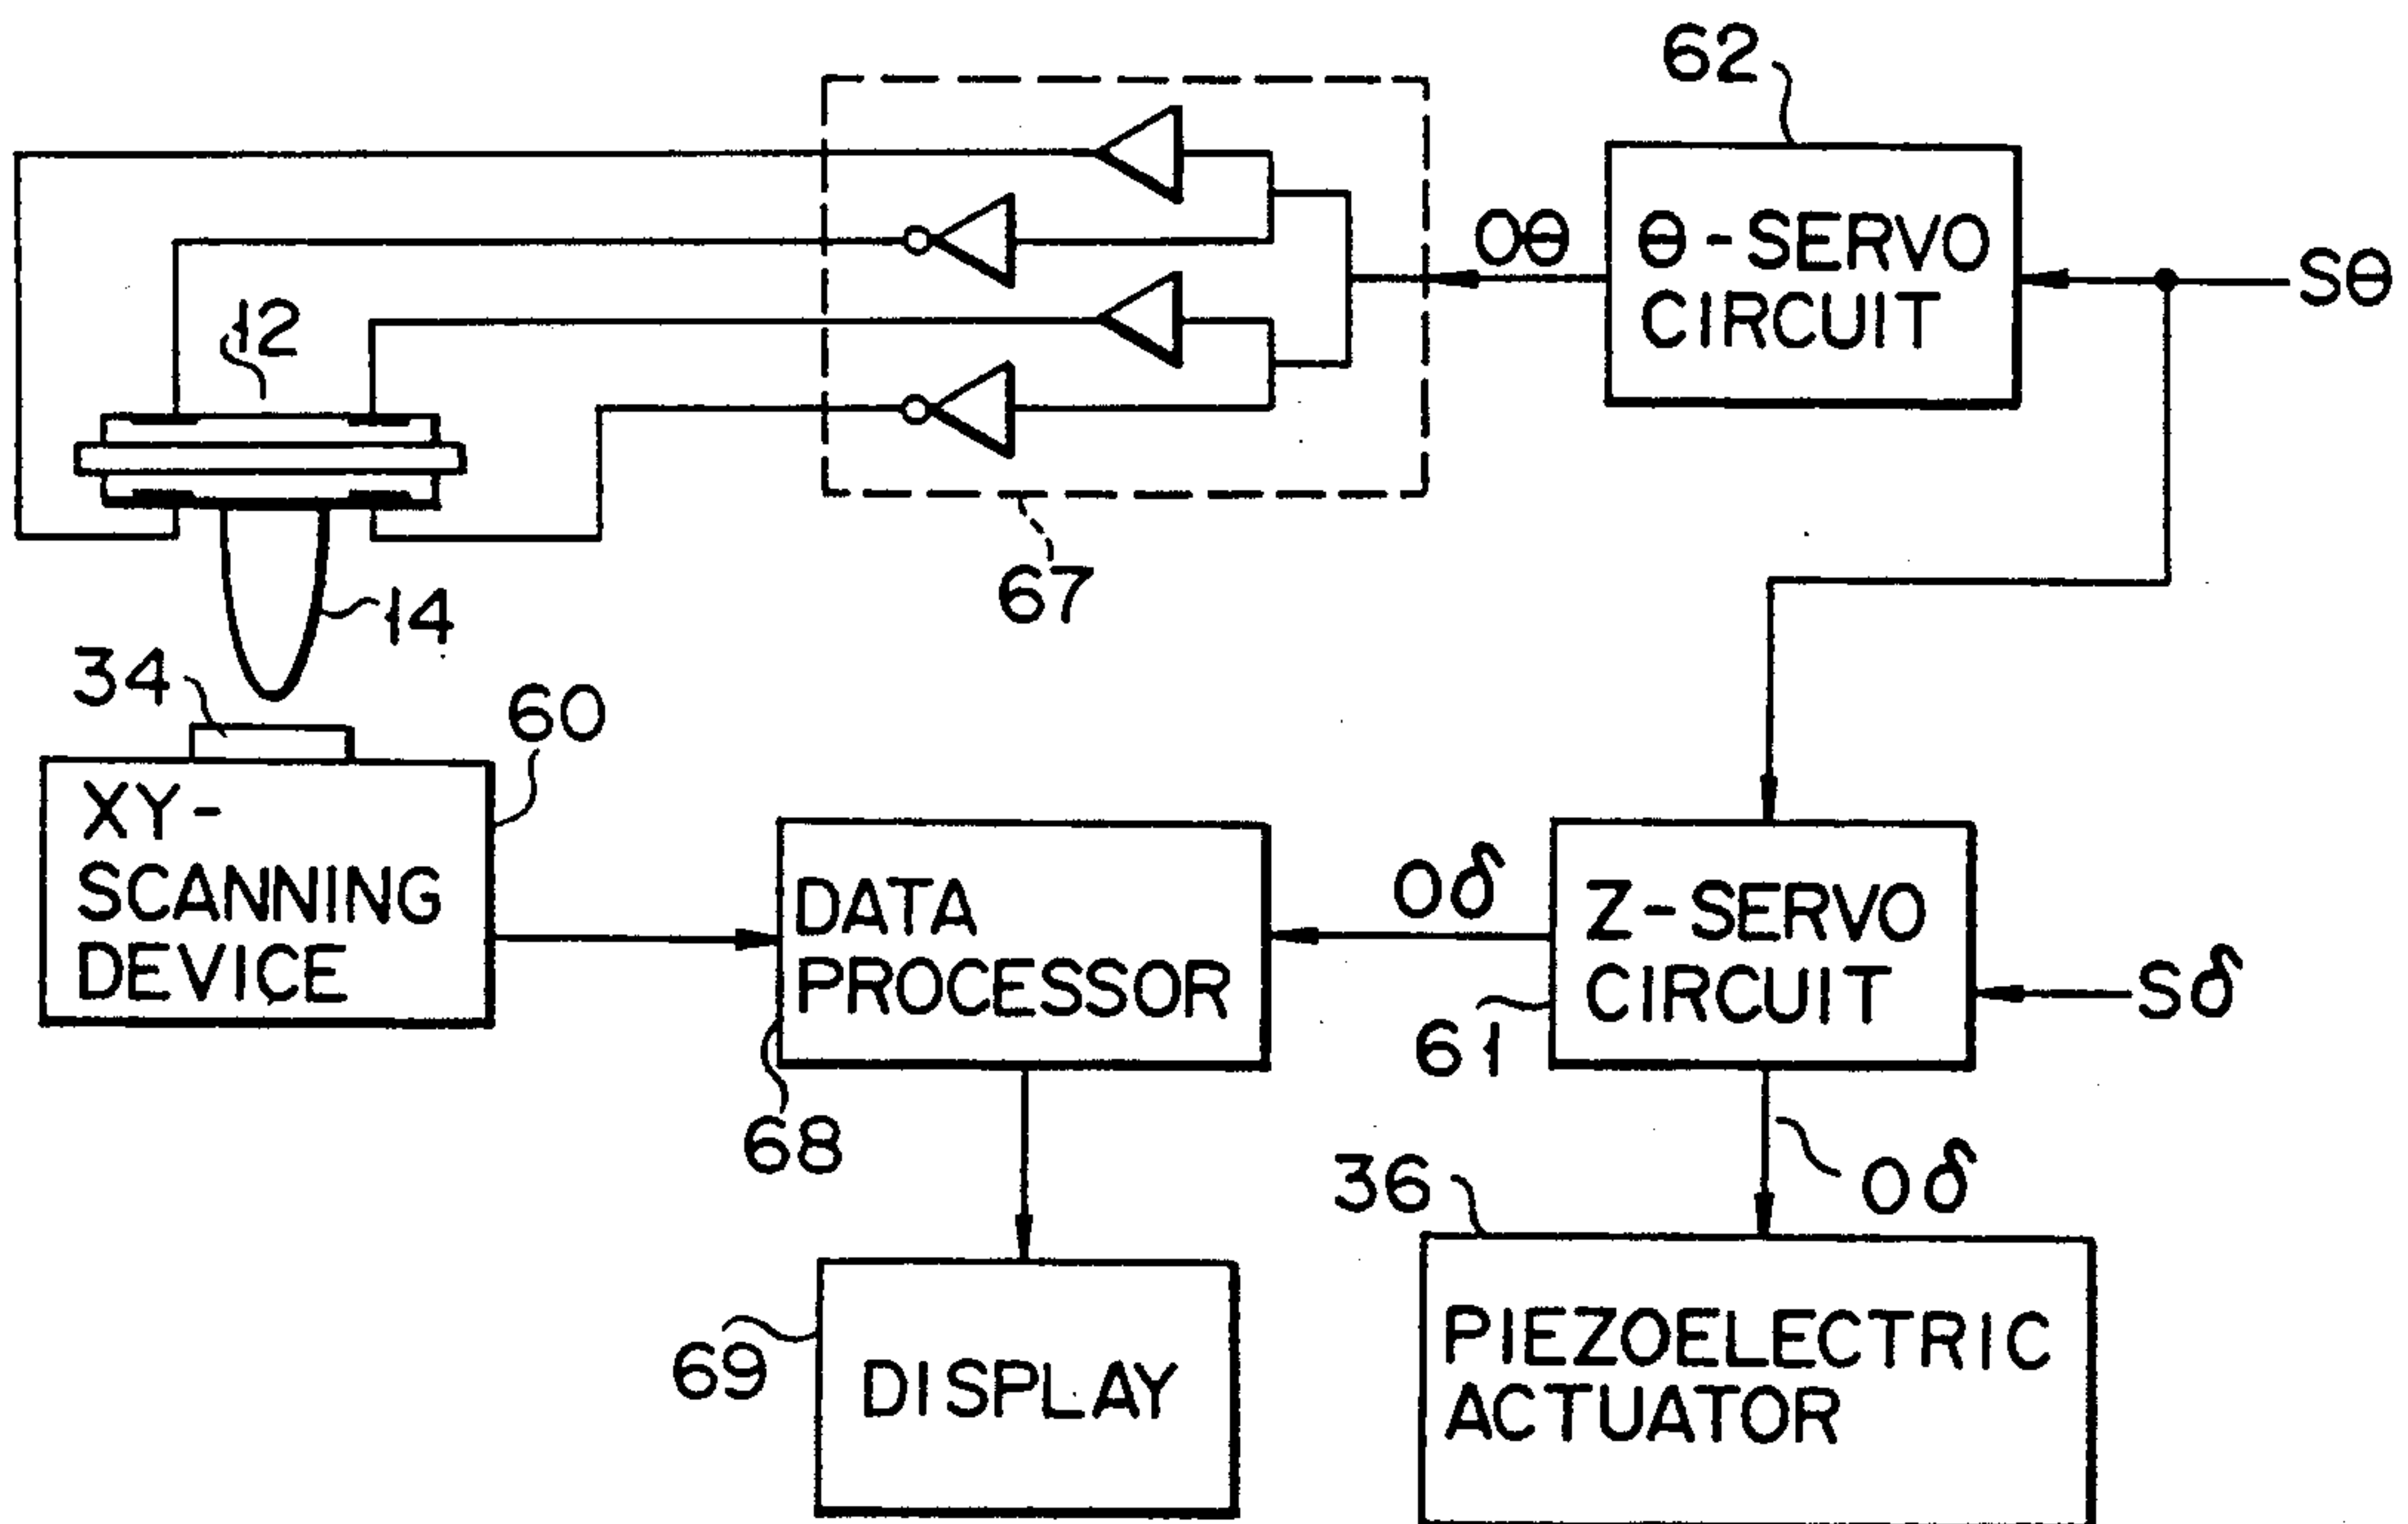 62
Θ-SERVO
CIRCUIT
OΘ
SΘ
12
67
14
34
60
XY-
SCANNING
DEVICE
DATA
PROCESSOR
68
Oδ
Z-SERVO
CIRCUIT
61
Sδ
Oδ
36
PIEZOELECTRIC
ACTUATOR
69
DISPLAY